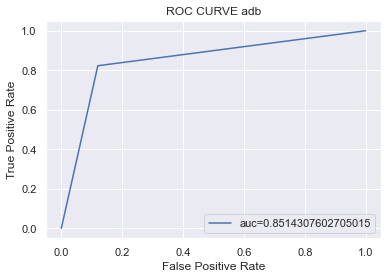 ROC CURVE adb
1.0
0.8
0.6
0.4
0.2
0.0
True Positive Rate
auc=0.8514307602705015
0.0 0.2 0.4 0.6 0.8 1.0
False Positive Rate